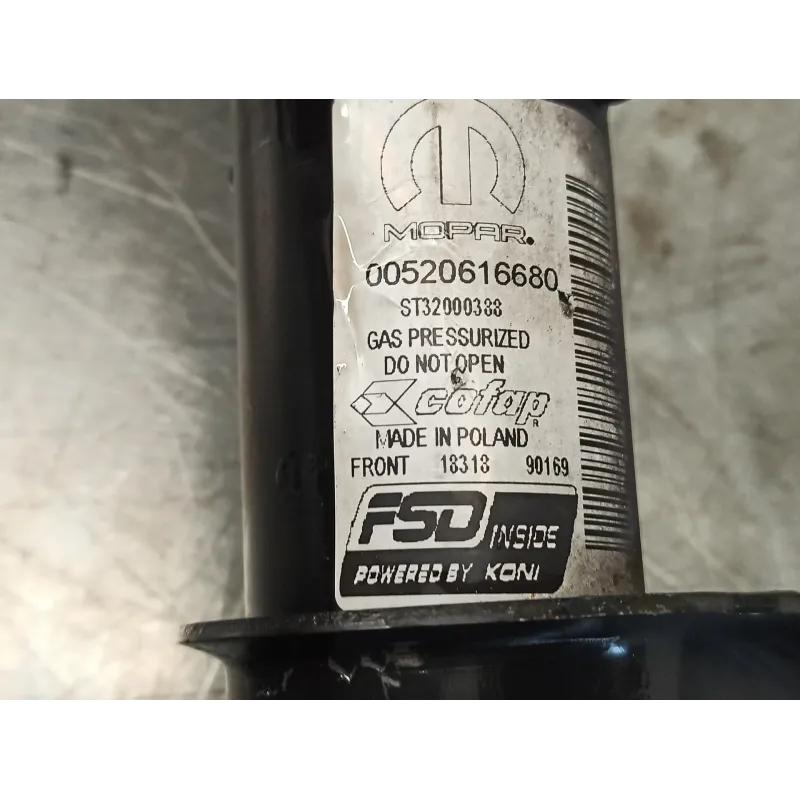 MOPAR®
00520616680
ST32000388
GAS PRESSURIZED
DO NOT OPEN
cofap®
MADE IN POLAND
FRONT 18318 90169
FSD INSIDE
POWERED BY KONI